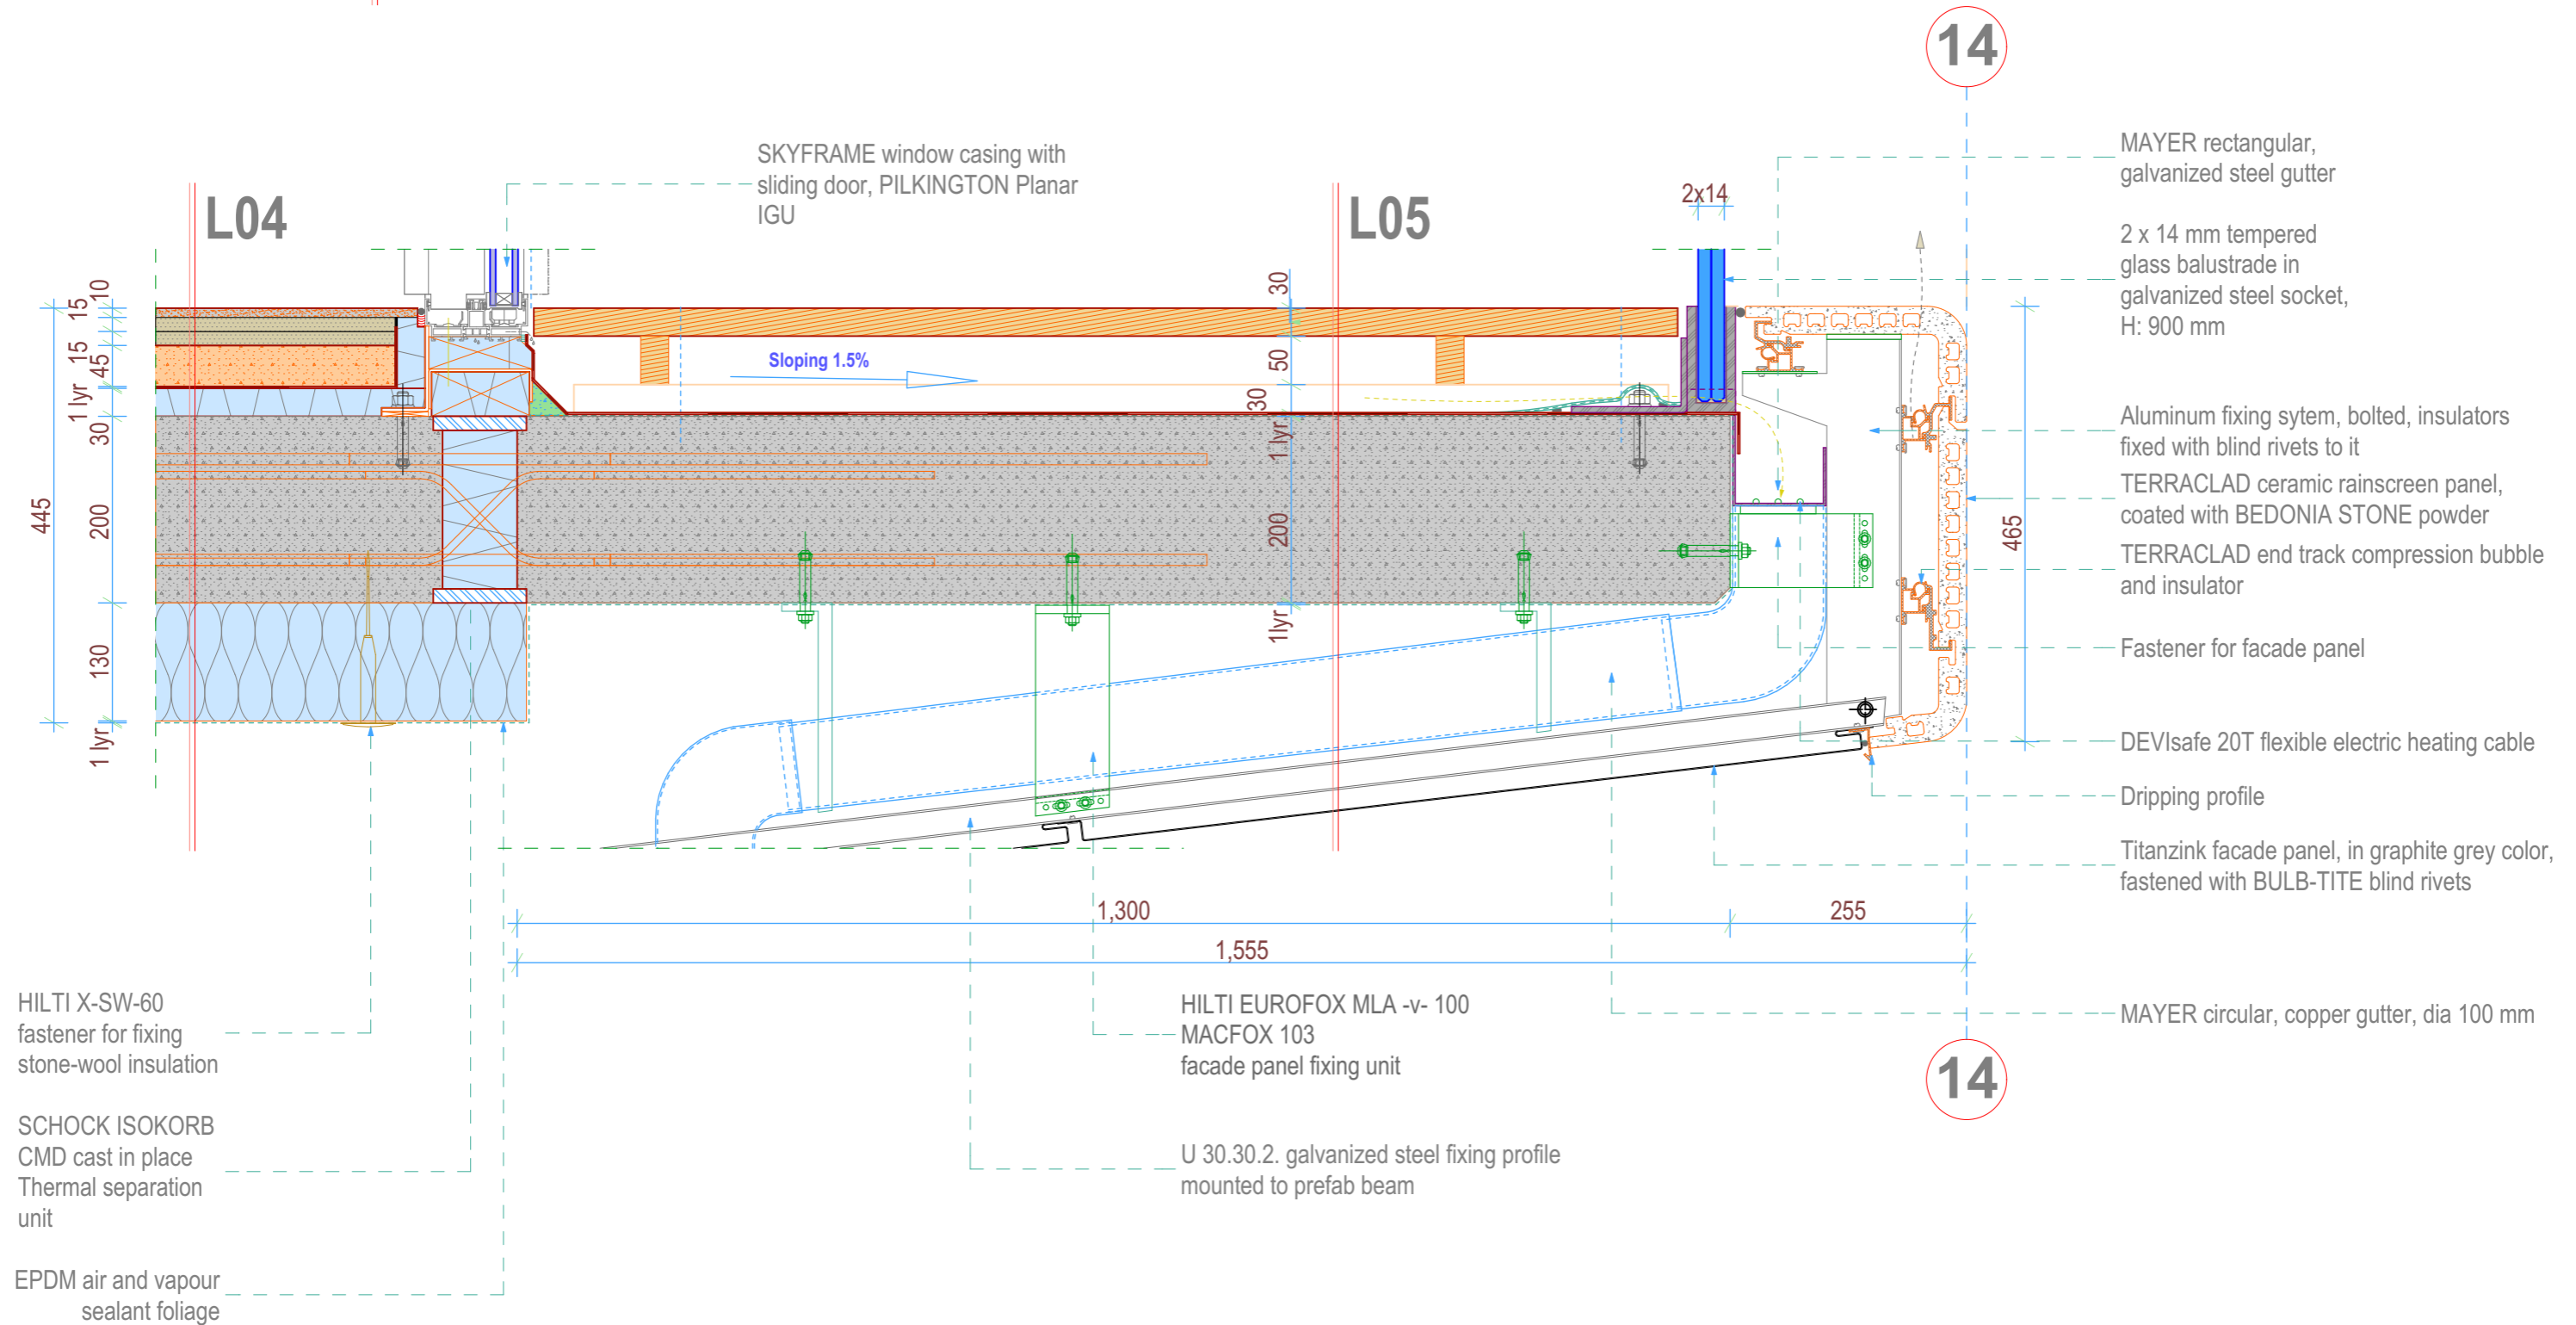 14
SKYFRAME window casing with
sliding door, PILKINGTON Planar
IGU
L04
L05
2x14
MAYER rectangular,
galvanized steel gutter
2 x 14 mm tempered
glass balustrade in
galvanized steel socket,
H: 900 mm
Sloping 1.5%
10
15
15
45
1 lyr
30
200
130
1 lyr
445
30
50
30
1 lyr
200
1lyr
465
Aluminum fixing sytem, bolted, insulators
fixed with blind rivets to it
TERRACLAD ceramic rainscreen panel,
coated with BEDONIA STONE powder
TERRACLAD end track compression bubble
and insulator
Fastener for facade panel
DEVIsafe 20T flexible electric heating cable
Dripping profile
Titanzink facade panel, in graphite grey color,
fastened with BULB-TITE blind rivets
1,300
255
1,555
HILTI X-SW-60
fastener for fixing
stone-wool insulation
HILTI EUROFOX MLA -v- 100
MACFOX 103
facade panel fixing unit
MAYER circular, copper gutter, dia 100 mm
14
SCHOCK ISOKORB
CMD cast in place
Thermal separation
unit
U 30.30.2. galvanized steel fixing profile
mounted to prefab beam
EPDM air and vapour
sealant foliage